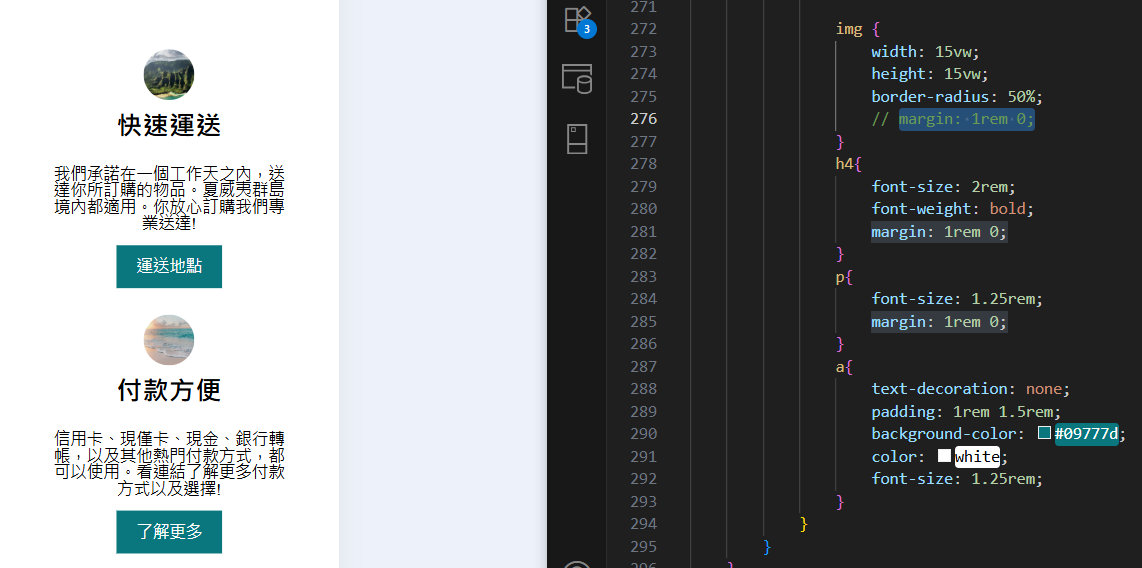 快速運送
我們承諾在一個工作天之內，送
達你所訂購的物品。夏威夷群島
境內都適用。你放心訂購我們專
業送達!
運送地點
付款方便
信用卡、現僅卡、現金、銀行轉
帳，以及其他熱門付款方式，都
可以使用。看連結了解更多付款
方式以及選擇!
了解更多
3
271
272 img {
273 width: 15vw;
274 height: 15vw;
275 border-radius: 50%;
276 // margin: 1rem 0;
277 }
278 h4{
279 font-size: 2rem;
280 font-weight: bold;
281 margin: 1rem 0;
282 }
283 p{
284 font-size: 1.25rem;
285 margin: 1rem 0;
286 }
287 a{
288 text-decoration: none;
289 padding: 1rem 1.5rem;
290 background-color: #09777d;
291 color: white;
292 font-size: 1.25rem;
293 }
294 }
295 }
296 }